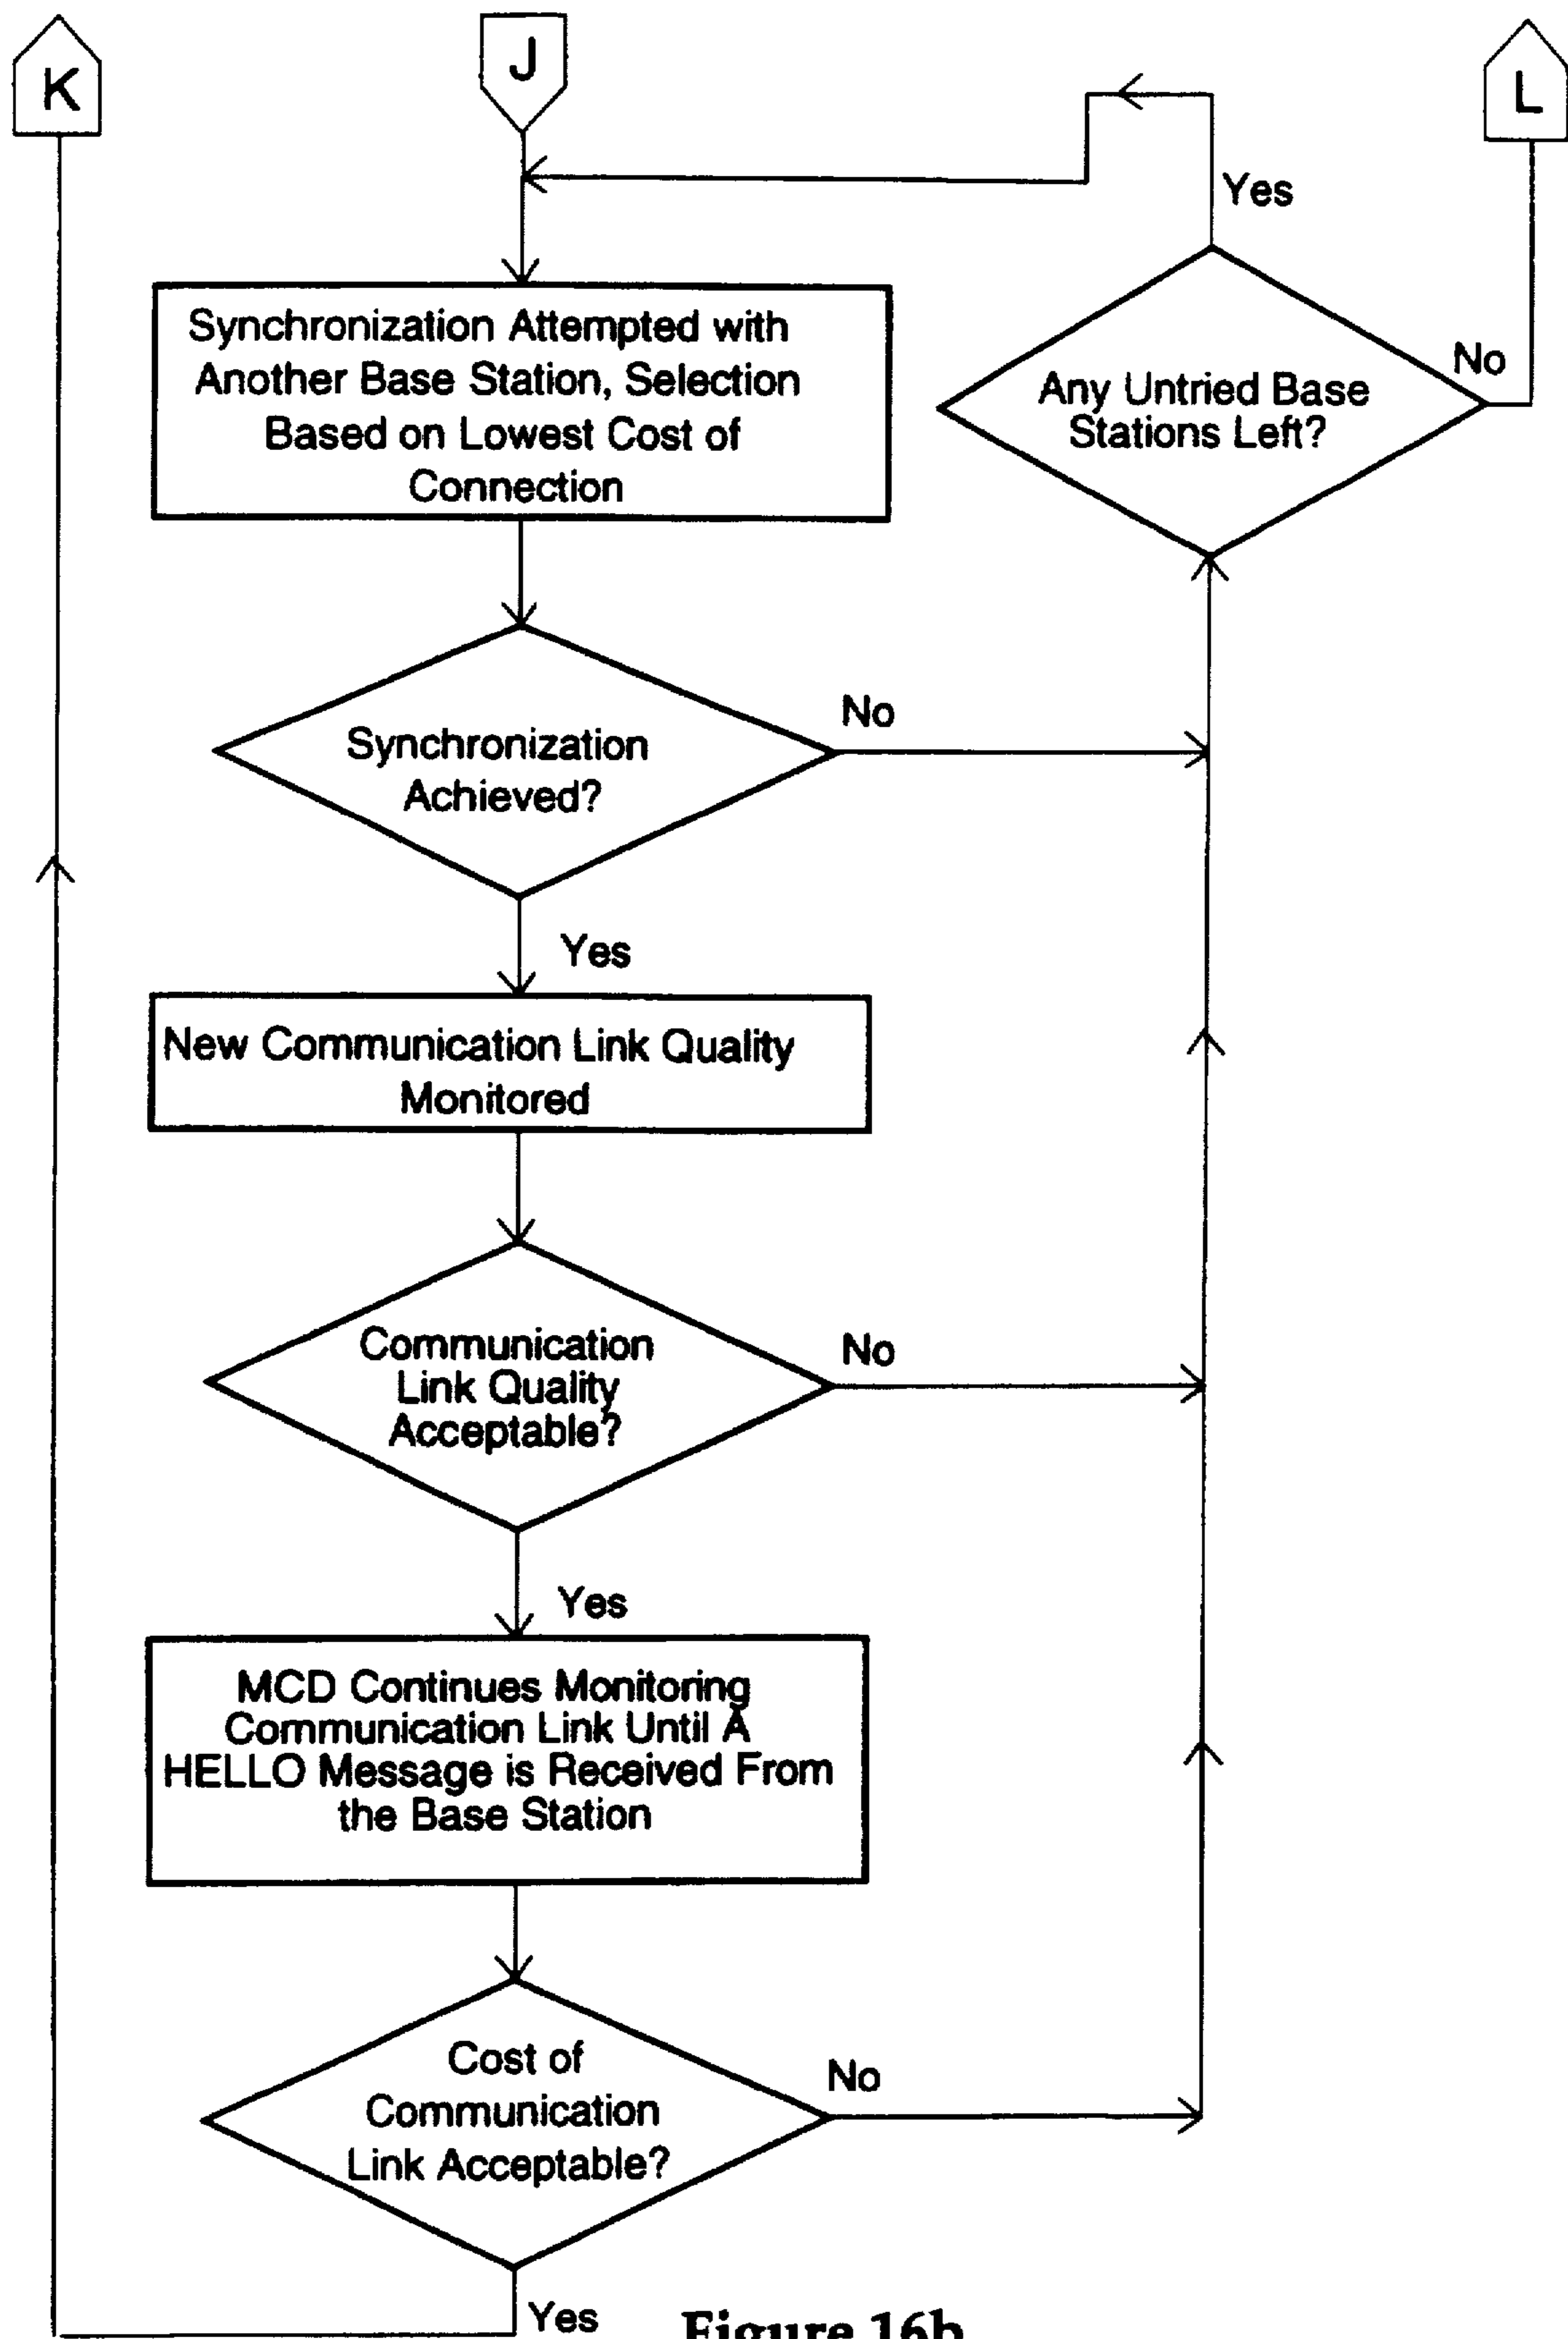 K
J
L
Yes
Synchronization Attempted with
Another Base Station, Selection
Based on Lowest Cost of
Connection
Any Untried Base
Stations Left?
No
Synchronization
Achieved?
No
Yes
New Communication Link Quality
Monitored
Communication
Link Quality
Acceptable?
No
Yes
MCD Continues Monitoring
Communication Link Until A
HELLO Message is Received From
the Base Station
Cost of
Communication
Link Acceptable?
No
Yes
Figure 16b